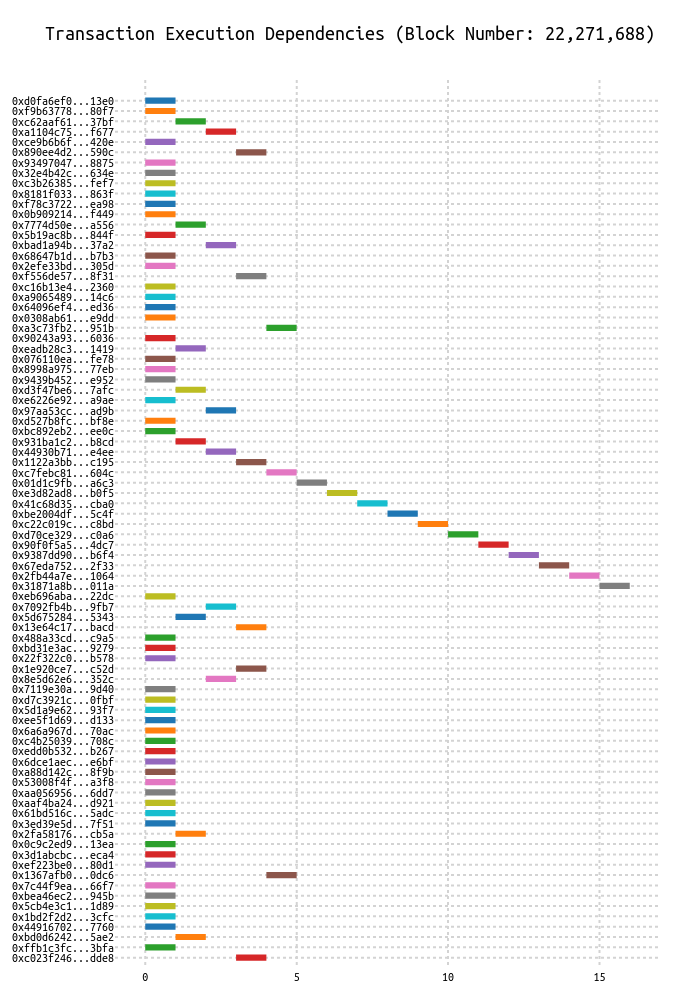 Transaction Execution Dependencies (Block Number: 22,271,688)
0xd0fa6ef0...13e0
0xf9b63778...80f7
0xc62aaf61...37bf
0xa1104c75...f677
0xce9b6b6f...420e
0x890ee4d2...590c
0x93497047...8875
0x32e4b42c...634e
0xc3b26385...fef7
0x8181f033...863f
0xf78c3722...ea98
0x0b909214...f449
0x7774d50e...a556
0x5b19ac8b...844f
0xbad1a94b...37a2
0x68647b1d...b7b3
0x2efe33bd...305d
0xf556de57...8f31
0xc16b13e4...2360
0xa9065489...14c6
0x64096ef4...ed36
0x0308ab61...e9dd
0xa3c73fb2...951b
0x90243a93...6036
0xeadb28c3...1419
0x076110ea...fe78
0x8998a975...77eb
0x9439b452...e952
0xd3f47be6...7afc
0xe6226e92...a9ae
0x97aa53cc...ad9b
0xd527b8fc...bf8e
0xbc892eb2...ee0c
0x931ba1c2...b8cd
0x44930b71...e4ee
0x1122a3bb...c195
0xc7febc81...604c
0x01d1c9fb...a6c3
0xe3d82ad8...b0f5
0x41c68d35...cba0
0xbe2004df...5c4f
0xc22c019c...c8bd
0xd70ce329...c0a6
0x90f0f5a5...4dc7
0x9387dd90...b6f4
0x67eda752...2f33
0x2fb44a7e...1064
0x31871a8b...011a
0xeb696aba...22dc
0x7092fb4b...9fb7
0x5d675284...5343
0x13e64c17...bacd
0x488a33cd...c9a5
0xbd31e3ac...9279
0x22f322c0...b578
0x1e920ce7...c52d
0x8e5d62e6...352c
0x7119e30a...9d40
0xd7c3921c...0fbf
0x5d1a9e62...93f7
0xee5f1d69...d133
0x6a6a967d...70ac
0xc4b25039...708c
0xedd0b532...b267
0x6dce1aec...e6bf
0xa88d142c...8f9b
0x53008f4f...a3f8
0xaa056956...6dd7
0xaaf4ba24...d921
0x61bd516c...5adc
0x3ed39e5d...7f51
0x2fa58176...cb5a
0x0c9c2ed9...13ea
0x3d1abcbc...eca4
0xef223be0...80d1
0x1367afb0...0dc6
0x7c44f9ea...66f7
0xbea46ec2...945b
0x5cb4e3c1...1d89
0x1bd2f2d2...3cfc
0x44916702...7760
0xbd0d6242...5ae2
0xffb1c3fc...3bfa
0xc023f246...dde8
0 5 10 15